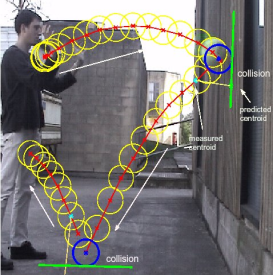 collision
predicted
centroid
measured
centroid
collision